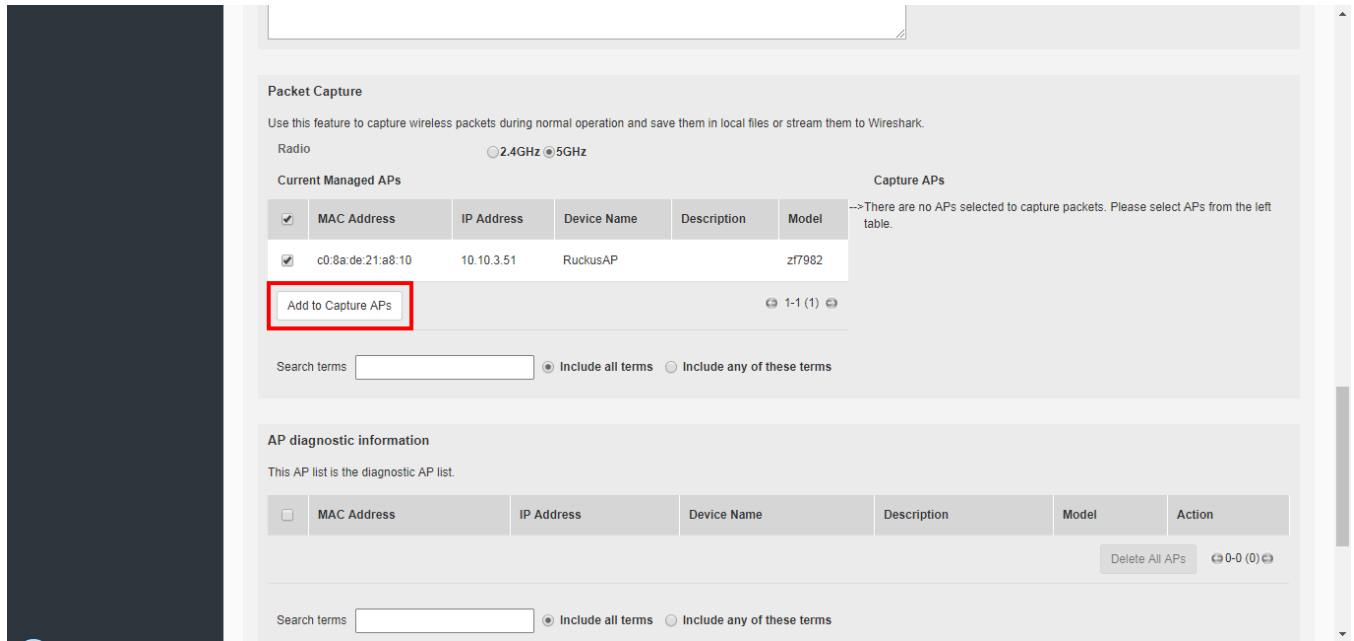 Packet Capture
Use this feature to capture wireless packets during normal operation and save them in local files or stream them to Wireshark.
Radio 2.4GHz 5GHz
Current Managed APs Capture APs
MAC Address IP Address Device Name Description Model
-->There are no APs selected to capture packets. Please select APs from the left
table.
c0:8a:de:21:a8:10 10.10.3.51 RuckusAP zf7982
Add to Capture APs 1-1 (1)
Search terms Include all terms Include any of these terms
AP diagnostic information
This AP list is the diagnostic AP list.
MAC Address IP Address Device Name Description Model Action
Delete All APs 0-0 (0)
Search terms Include all terms Include any of these terms